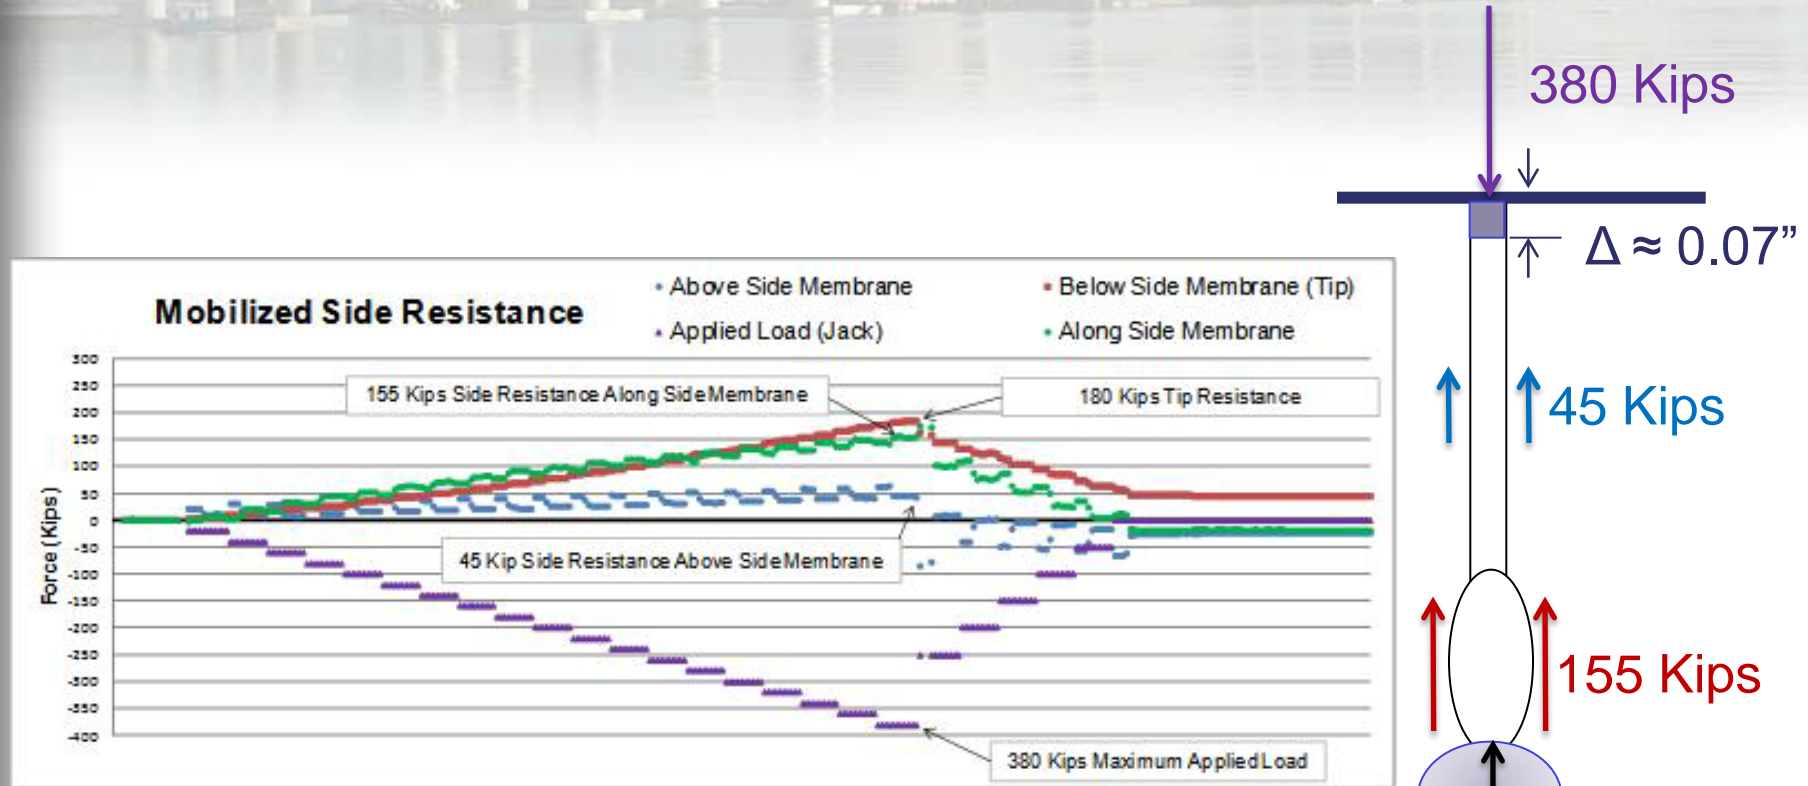 380 Kips
Δ ≈ 0.07”
Mobilized Side Resistance
Above Side Membrane
Below Side Membrane (Tip)
Applied Load (Jack)
Along Side Membrane
300
250
200
150
100
50
0
-50
-100
-150
-200
-250
-300
-350
-400
Force (Kips)
155 Kips Side Resistance Along Side Membrane
180 Kips Tip Resistance
45 Kip Side Resistance Above Side Membrane
380 Kips Maximum Applied Load
45 Kips
155 Kips